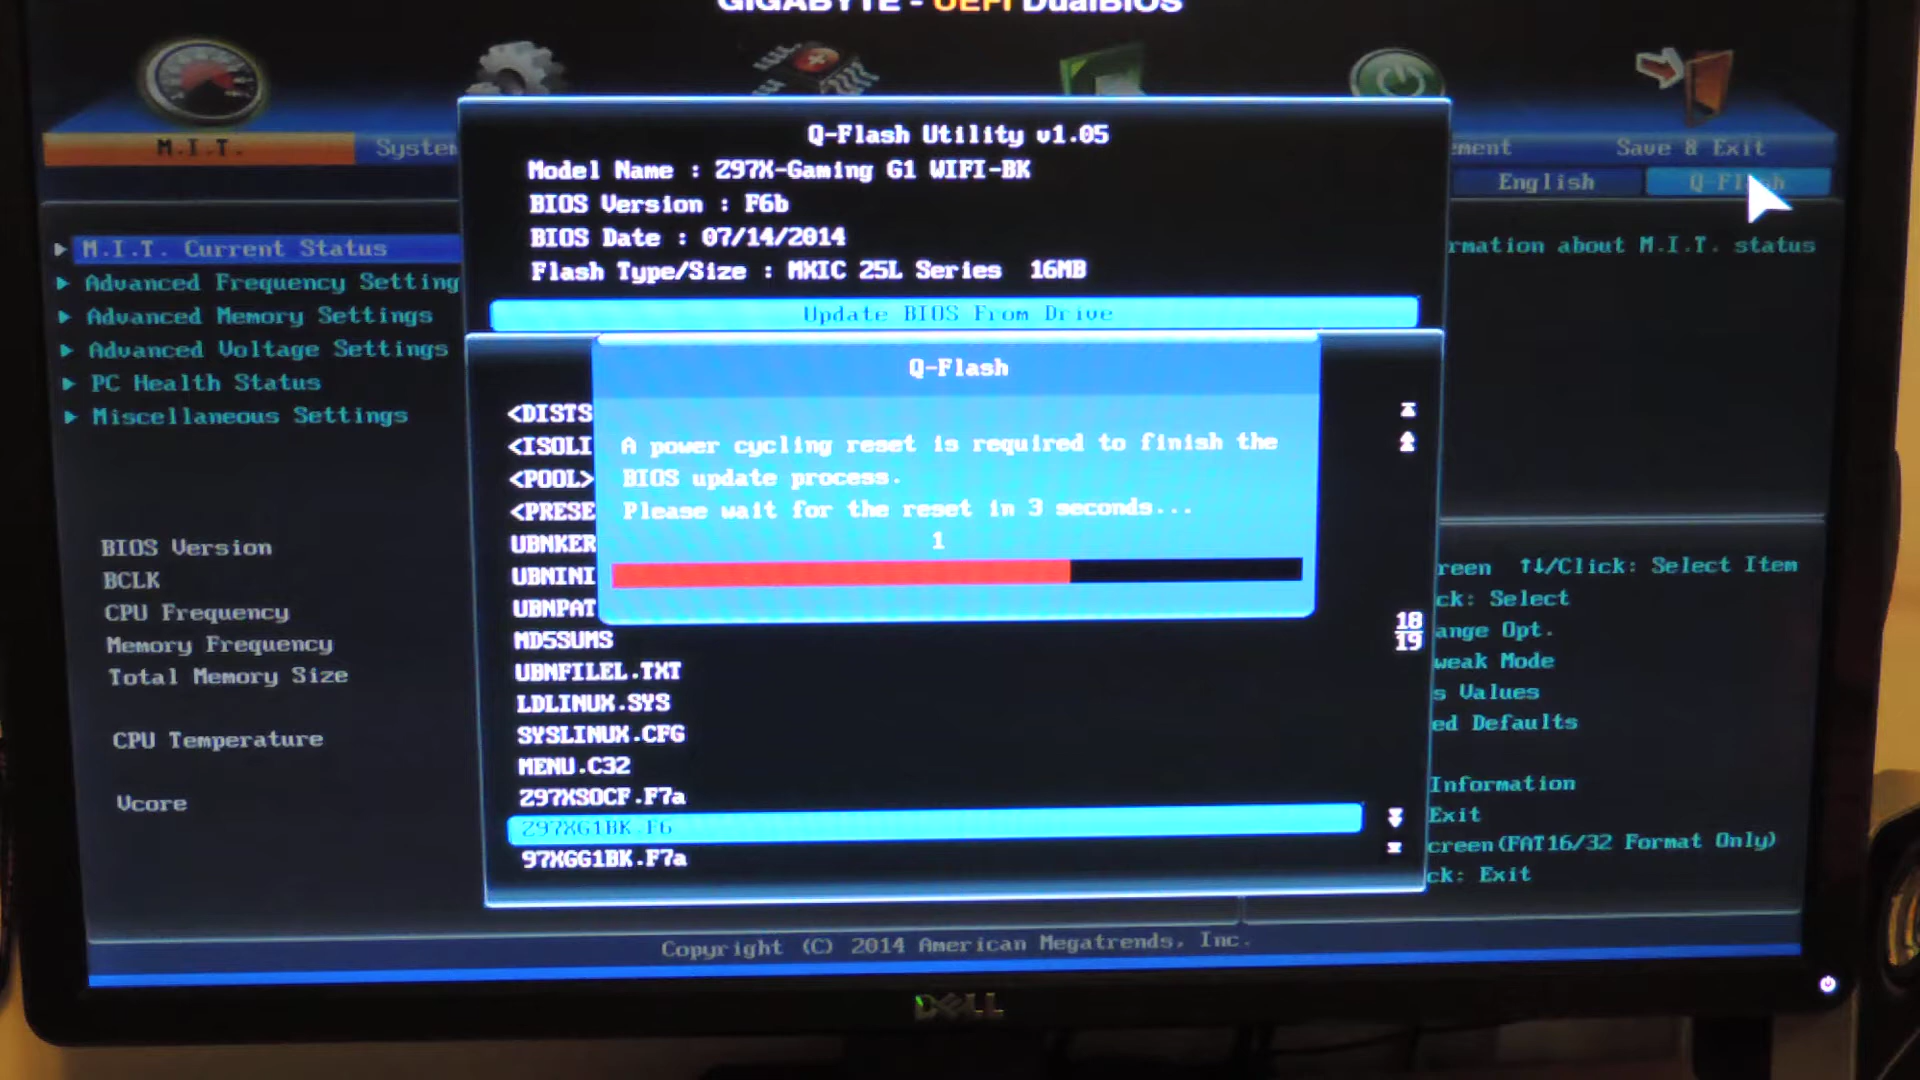 GIGABYTE - UEFI DualBIOS
M.I.T.
System
ement
Save & Exit
English
Q-Flash
Q-Flash Utility v1.05
Model Name : Z97X-Gaming G1 WIFI-BK
BIOS Version : F6b
BIOS Date : 07/14/2014
Flash Type/Size : MXIC 25L Series 16MB
Update BIOS From Drive
M.I.T. Current Status
Advanced Frequency Setting
Advanced Memory Settings
Advanced Voltage Settings
PC Health Status
Miscellaneous Settings
rmation about M.I.T. status
Q-Flash
A power cycling reset is required to finish the
BIOS update process.
Please wait for the reset in 3 seconds...
1
<DISTS
<ISOLI
<POOL>
<PRESE
UBNKER
UBNINI
UBNPAT
MD5SUMS
UBNFILEL.TXT
LDLINUX.SYS
SYSLINUX.CFG
MENU.C32
Z97XSOCF.F7a
Z97XG1BK.F6
97XGG1BK.F7a
18
19
BIOS Version
BCLK
CPU Frequency
Memory Frequency
Total Memory Size
CPU Temperature
Vcore
reen ↑↓/Click: Select Item
ck: Select
ange Opt.
weak Mode
s Values
ed Defaults
Information
Exit
creen(FAT16/32 Format Only)
ck: Exit
Copyright (C) 2014 American Megatrends, Inc.
DELL